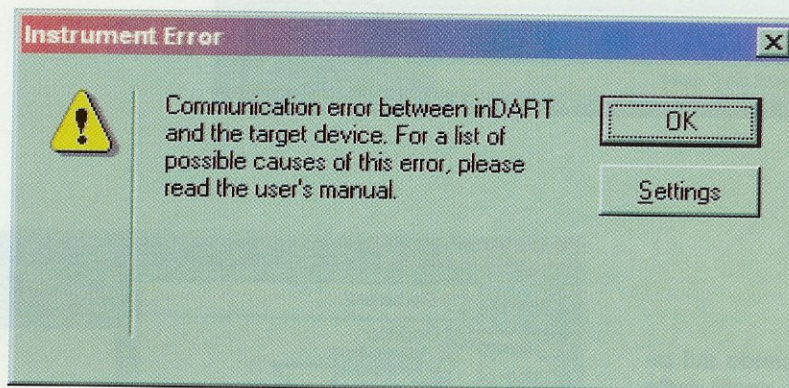 Instrument Error
Communication error between inDART
and the target device. For a list of
possible causes of this error, please
read the user's manual.
OK
Settings